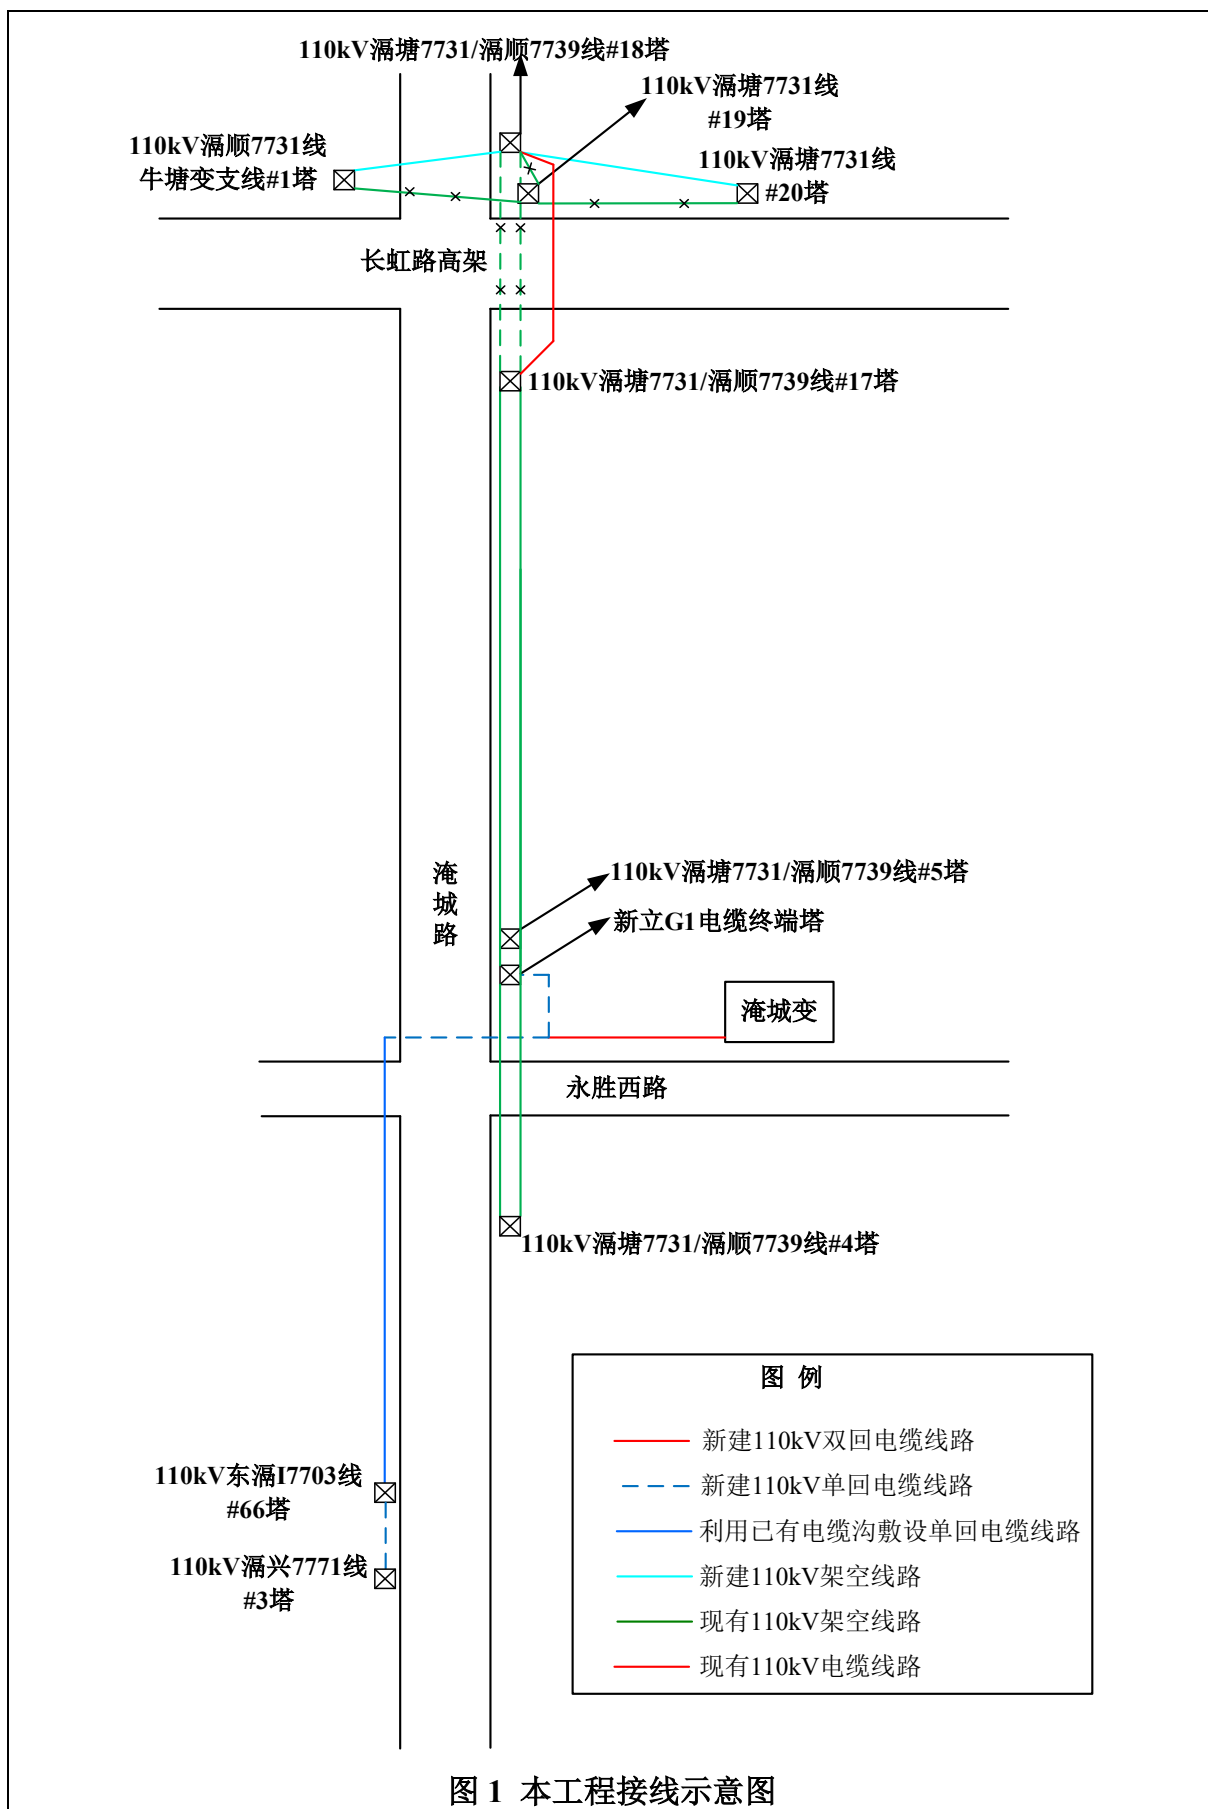 110kV滆塘7731/滆顺7739线#18塔
110kV滆塘7731线
#19塔
110kV滆顺7731线
牛塘变支线#1塔
110kV滆塘7731线
#20塔
长虹路高架
110kV滆塘7731/滆顺7739线#17塔
淹城路
110kV滆塘7731/滆顺7739线#5塔
新立G1电缆终端塔
淹城变
永胜西路
110kV滆塘7731/滆顺7739线#4塔
110kV东滆I7703线
#66塔
110kV滆兴7771线
#3塔
图 例
新建110kV双回电缆线路
新建110kV单回电缆线路
利用已有电缆沟敷设单回电缆线路
新建110kV架空线路
现有110kV架空线路
现有110kV电缆线路
图 1 本工程接线示意图